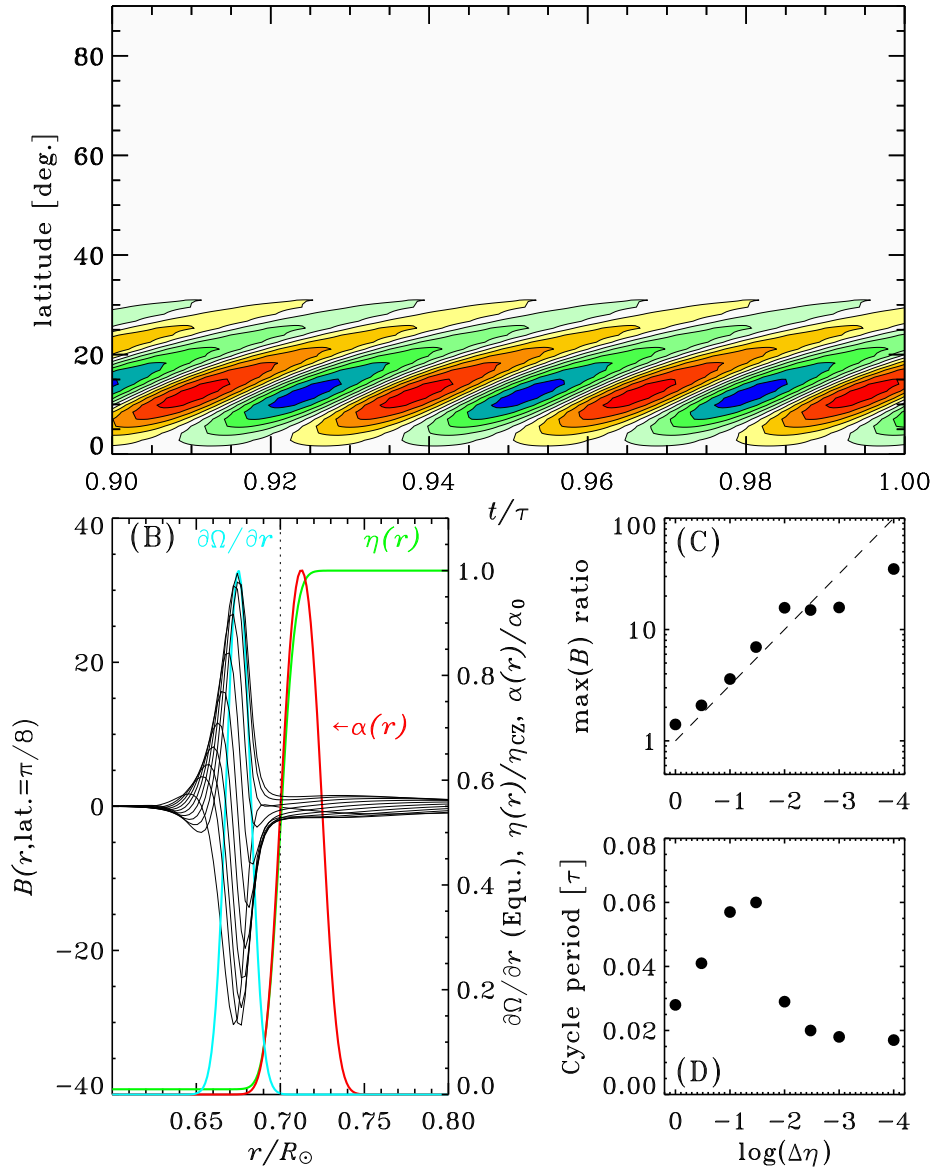 80
60
40
20
0
latitude [deg.]
0.90 0.92 0.94 0.96 0.98 1.00
t/τ
(B)
∂Ω/∂r
η(r)
←α(r)
40
20
0
−20
−40
B(r,lat.=π/8)
1.0
0.8
0.6
0.4
0.2
0.0
∂Ω/∂r (Equ.), η(r)/ηCZ, α(r)/α0
0.65 0.70 0.75 0.80
r/R☉
(C)
100
10
1
max(B) ratio
0 −1 −2 −3 −4
0.08
0.06
0.04
0.02
0.00
Cycle period [τ]
(D)
0 −1 −2 −3 −4
log(Δη)